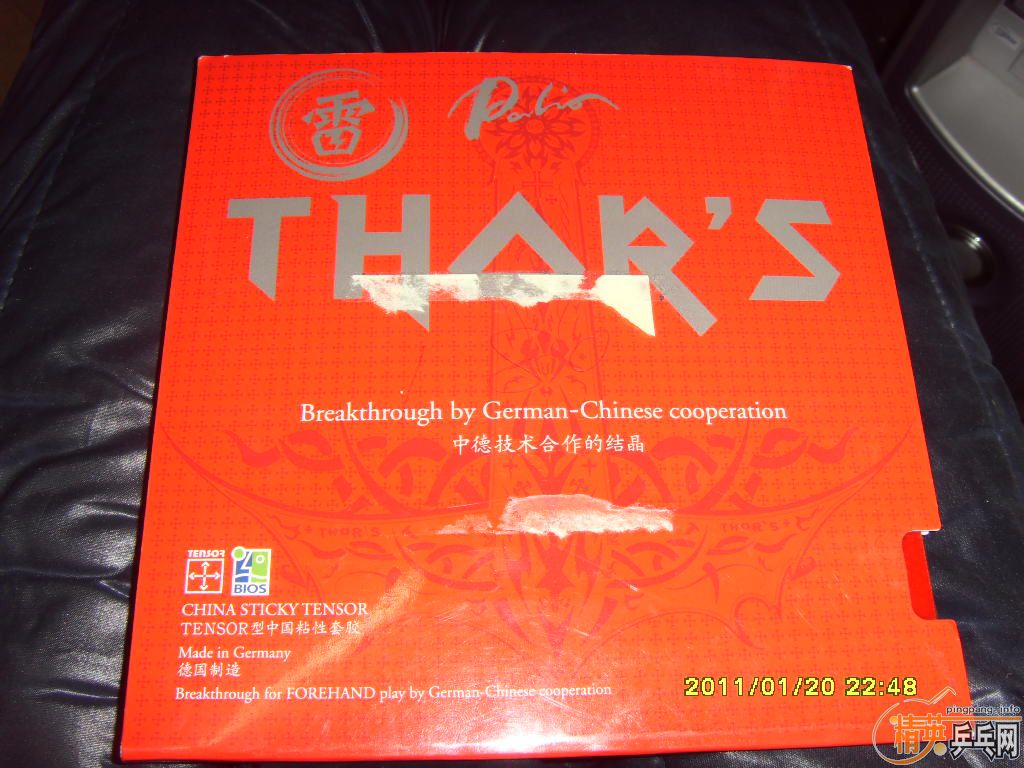 雷
Palio
THOR'S
Breakthrough by German-Chinese cooperation
中德技术合作的结晶
THOR'S
THOR'S
TENSOR
BIOS
CHINA STICKY TENSOR
TENSOR型中国粘性套胶
Made in Germany
德国制造
Breakthrough for FOREHAND play by German-Chinese cooperation
2011/01/20 22:48
pingpang.info
精英乒乓网